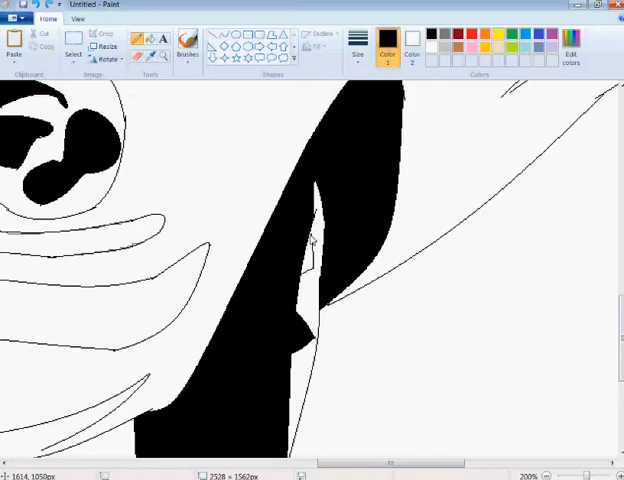 Untitled - Paint
Home View
Paste
Cut
Copy
Clipboard
Select
Crop
Resize
Rotate
Image
Tools
Brushes
Shapes
Outline
Fill
Size
Color 1
Color 2
Colors
Edit colors
1614, 1050px
2528 × 1562px
200%